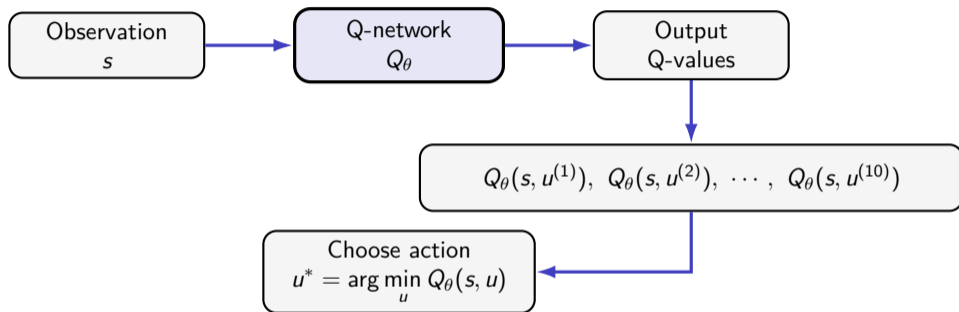 Observation
s
Q-network
Q_θ
Output
Q-values
Q_θ(s, u^(1)), Q_θ(s, u^(2)), ⋯ , Q_θ(s, u^(10))
Choose action
u* = arg min_u Q_θ(s, u)